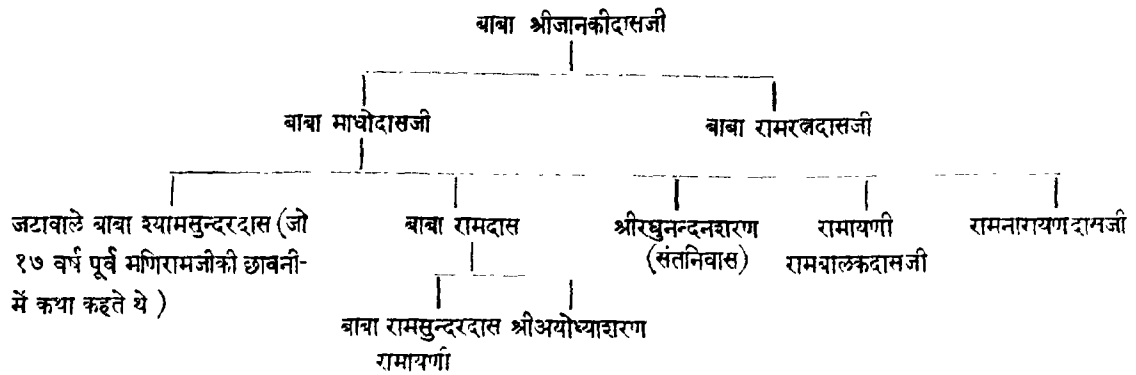 बाबा श्रीजानकीदासजी
बाबा माधोदासजी
बाबा रामरत्नदासजी
जटावाले बाबा श्यामसुन्दरदास (जो
१७ वर्ष पूर्व मणिरामजीकी छावनी-
में कथा कहते थे )
बाबा रामदास
श्रीरघुनन्दनशरण
(संतनिवास)
रामायणी
रामबालकदासजी
रामनारायणदासजी
बाबा रामसुन्दरदास
रामायणी
श्रीअयोध्याशरण